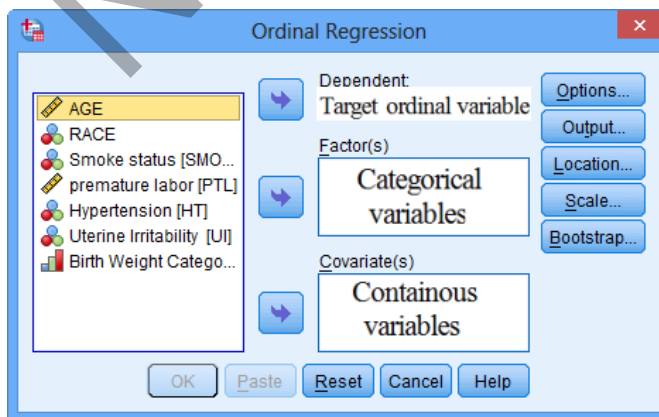 Ordinal Regression
AGE
RACE
Smoke status [SMO...
premature labor [PTL]
Hypertension [HT]
Uterine Irritability [UI]
Birth Weight Catego...
Dependent:
Target ordinal variable
Factor(s)
Categorical
variables
Covariate(s)
Containous
variables
Options...
Output...
Location...
Scale...
Bootstrap...
OK Paste Reset Cancel Help